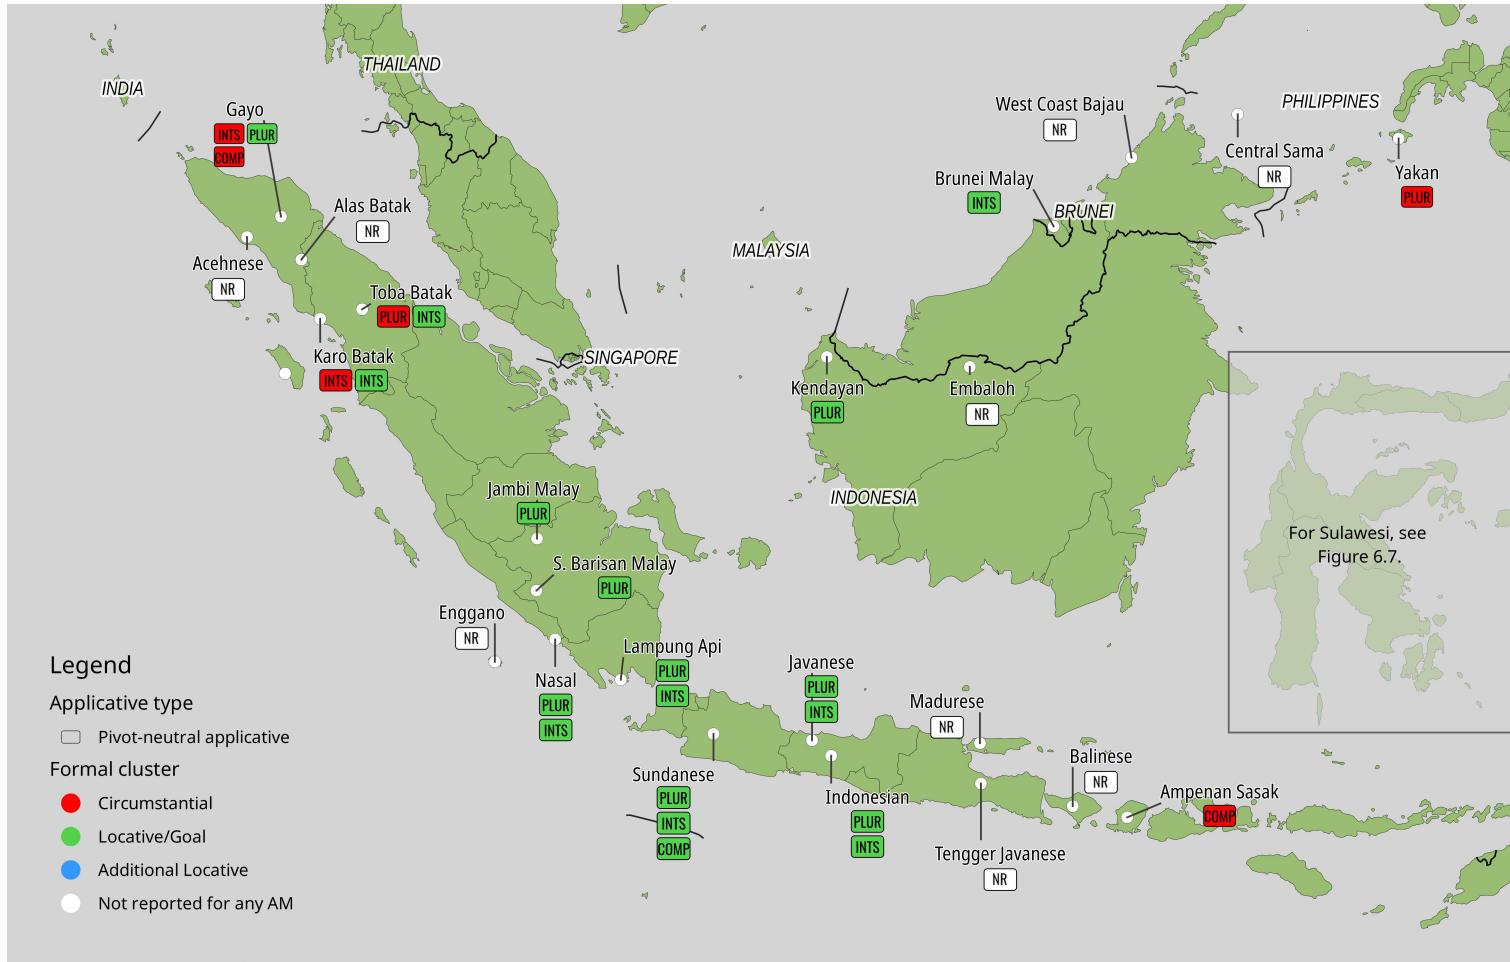 THAILAND
INDIA
PHILIPPINES
West Coast Bajau
NR
Gayo
INTS PLUR
COMP
Central Sama
NR
Yakan
PLUR
Brunei Malay
INTS
BRUNEI
Alas Batak
NR
MALAYSIA
Acehnese
NR
Toba Batak
PLUR INTS
Karo Batak
INTS INTS
SINGAPORE
Kendayan
PLUR
Embaloh
NR
INDONESIA
Jambi Malay
PLUR
For Sulawesi, see
Figure 6.7.
S. Barisan Malay
PLUR
Enggano
NR
Lampung Api
PLUR
INTS
Nasal
PLUR
INTS
Javanese
PLUR
INTS
Madurese
NR
Balinese
NR
Sundanese
PLUR
INTS
COMP
Indonesian
PLUR
INTS
Ampenan Sasak
COMP
Tengger Javanese
NR
Legend
Applicative type
Pivot-neutral applicative
Formal cluster
Circumstantial
Locative/Goal
Additional Locative
Not reported for any AM